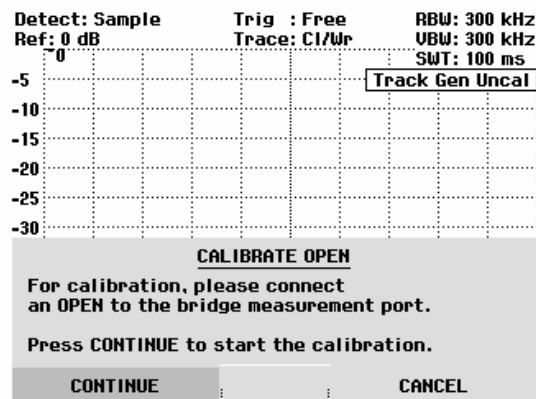 Detect: Sample Trig : Free RBW: 300 kHz
Ref: 0 dB Trace: Cl/Wr VBW: 300 kHz
0 SWT: 100 ms
-5 Track Gen Uncal
-10
-15
-20
-25
-30
CALIBRATE OPEN
For calibration, please connect
an OPEN to the bridge measurement port.
Press CONTINUE to start the calibration.
CONTINUE CANCEL